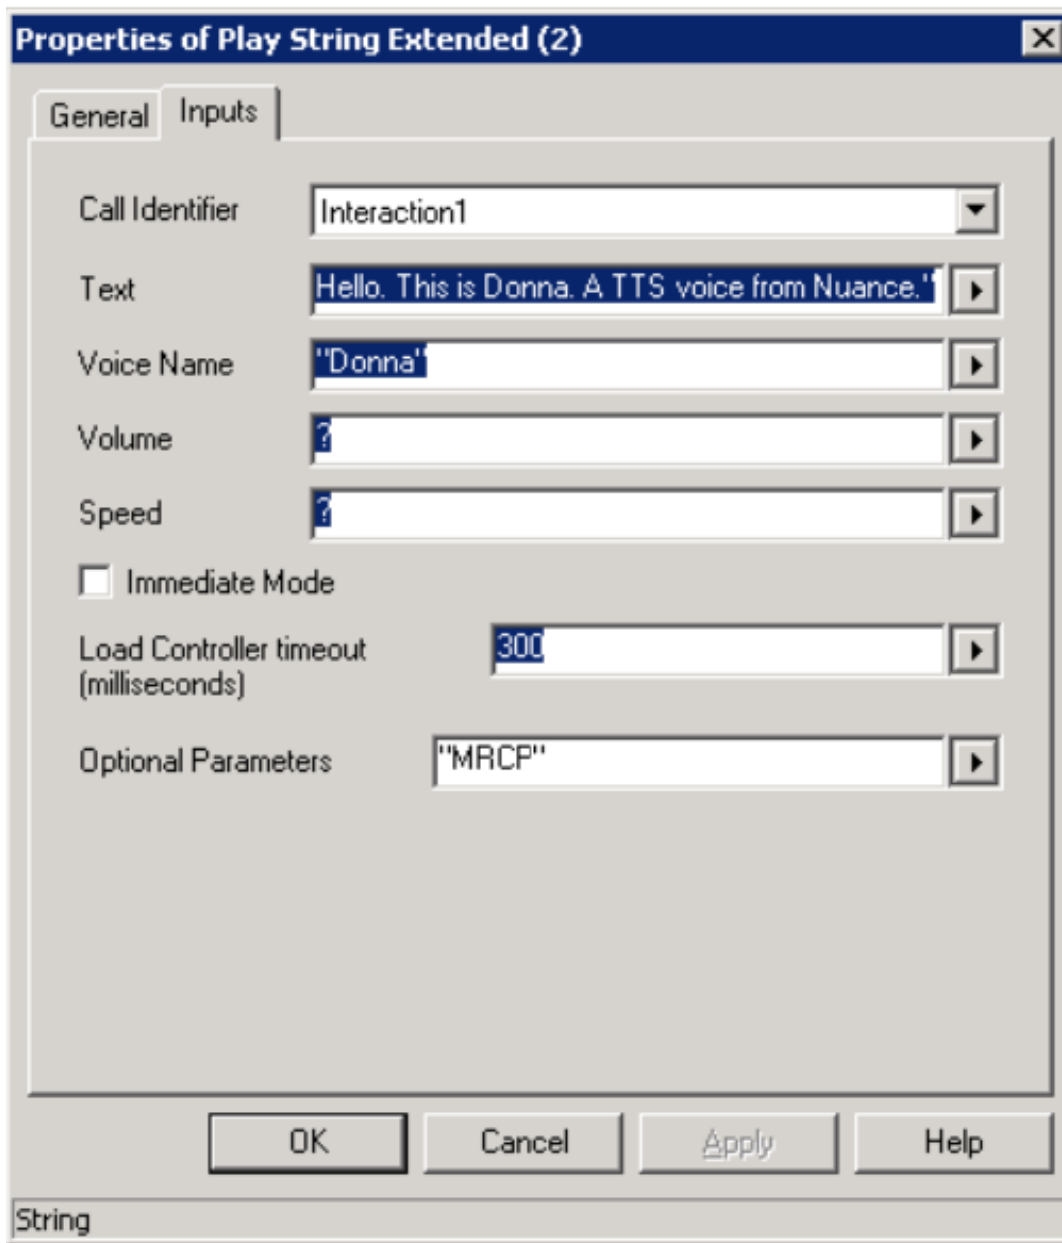 Properties of Play String Extended (2)
General Inputs
Call Identifier Interaction1
Text Hello. This is Donna. A TTS voice from Nuance."
Voice Name "Donna"
Volume ?
Speed ?
Immediate Mode
Load Controller timeout 300
(milliseconds)
Optional Parameters "MRCP"
OK Cancel Apply Help
String